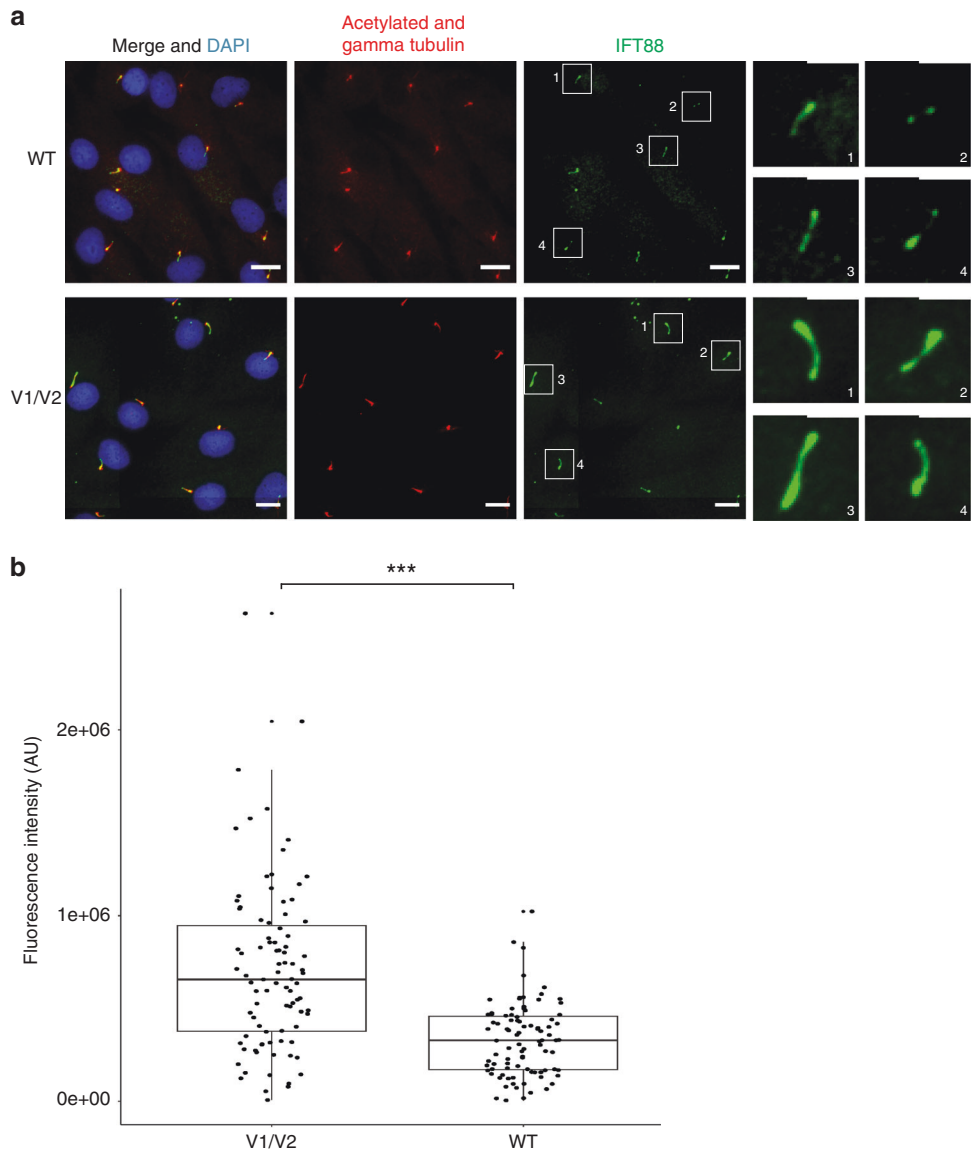 a
Merge and DAPI
Acetylated and
gamma tubulin
IFT88
WT
1
2
3
4
1
2
3
4
V1/V2
1
2
3
4
1
2
3
4
b
***
Fluorescence intensity (AU)
2e+06
1e+06
0e+00
V1/V2
WT